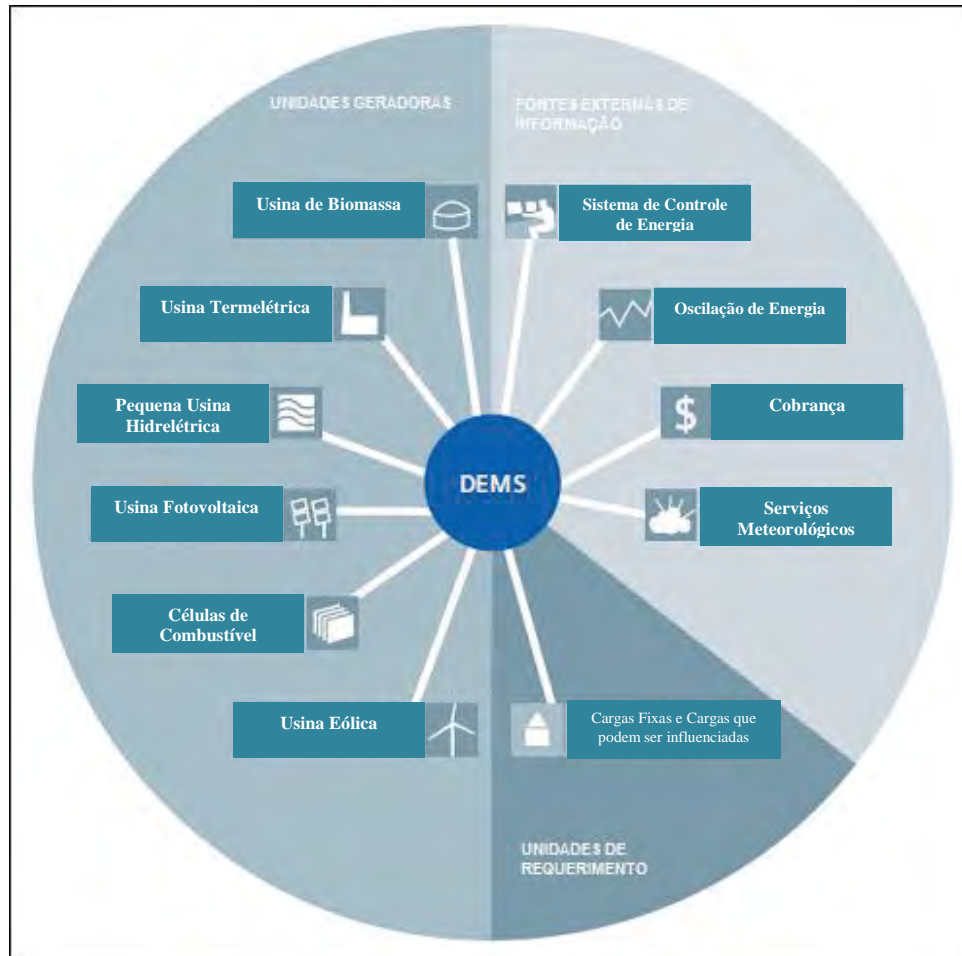 UNIDADES GERADORAS
Usina de Biomassa
Usina Termelétrica
Pequena Usina
Hidrelétrica
Usina Fotovoltaica
Células de
Combustível
Usina Eólica
DEMS
FONTES EXTERNAS DE
INFORMAÇÃO
Sistema de Controle
de Energia
Oscilação de Energia
$
Cobrança
Serviços
Meteorológicos
Cargas Fixas e Cargas que
podem ser influenciadas
UNIDADES DE
REQUERIMENTO